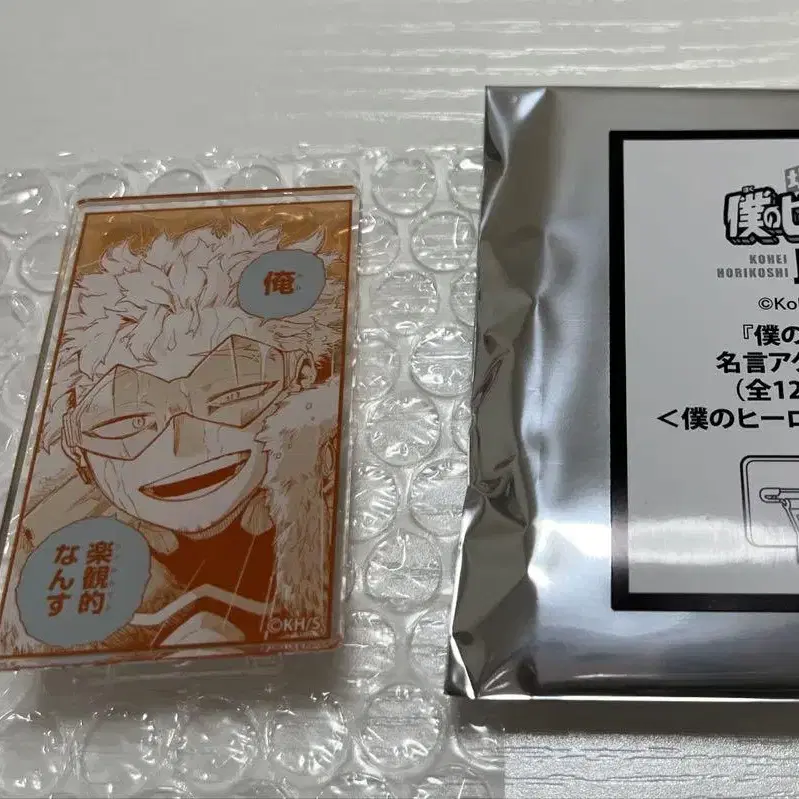 俺
楽観的
なんす
©KH/S
僕のヒ
KOHEI
HORIKOSHI
©Ko
『僕の
名言アク
（全12
＜僕のヒーロ